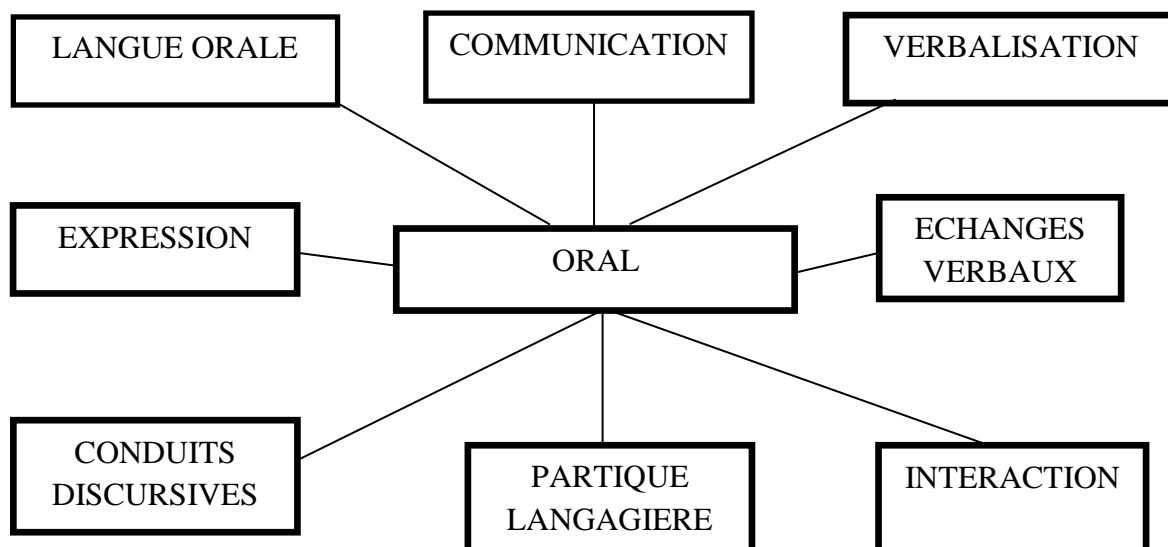 LANGUE ORALE
COMMUNICATION
VERBALISATION
EXPRESSION
ORAL
ECHANGES
VERBAUX
CONDUITS
DISCURSIVES
PARTIQUE
LANGAGIERE
INTERACTION